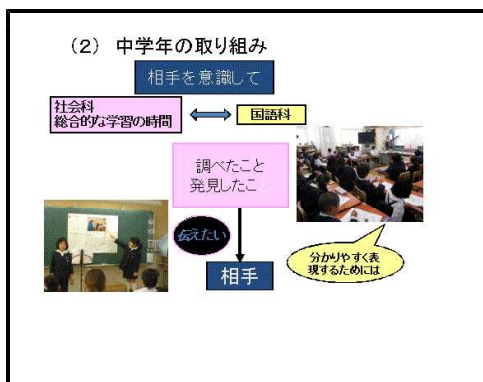 (2) 中学年の取り組み
相手を意識して
社会科
総合的な学習の時間
国語科
調べたこと
発見したこ
伝えたい
相手
分かりやすく表
現するためには